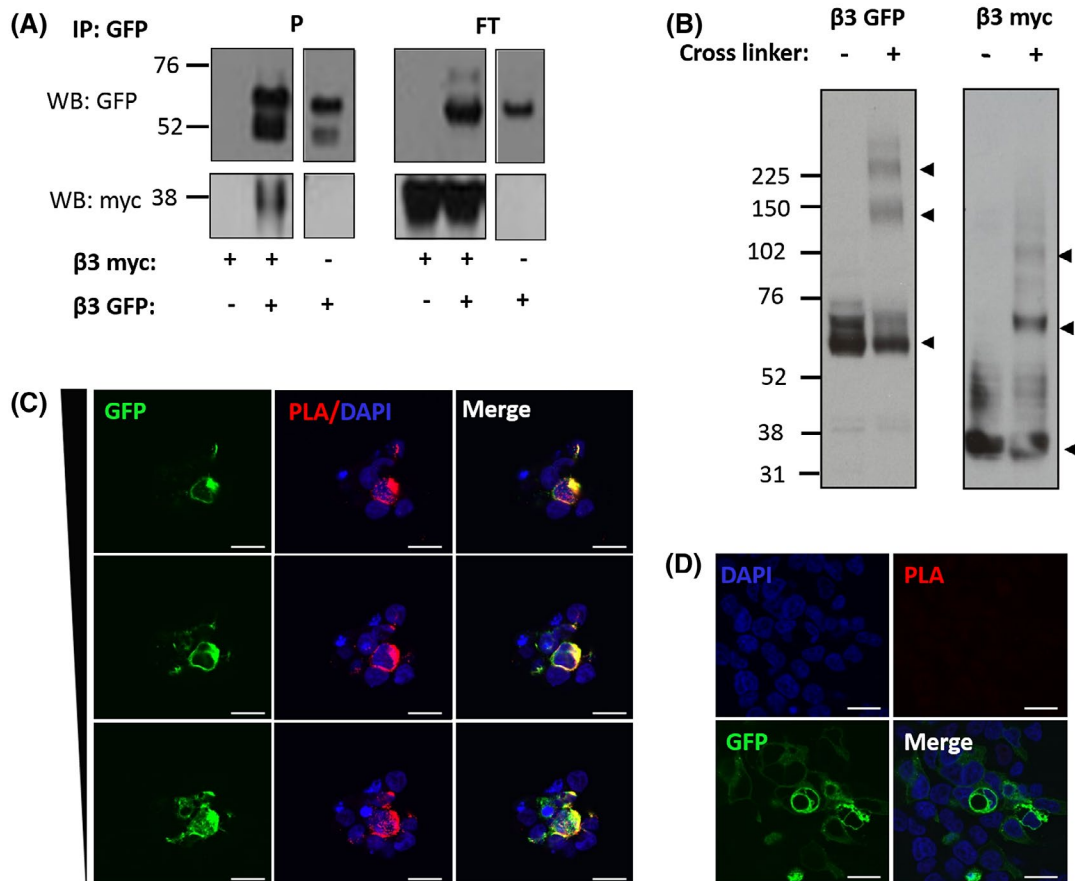 (A)
IP: GFP
P
FT
76
WB: GFP
52
WB: myc
38
β3 myc: + + - + + -
β3 GFP: - + + - + +
(B)
β3 GFP
β3 myc
Cross linker: - + - +
225
150
102
76
52
38
31
(C)
GFP
PLA/DAPI
Merge
(D)
DAPI
PLA
GFP
Merge